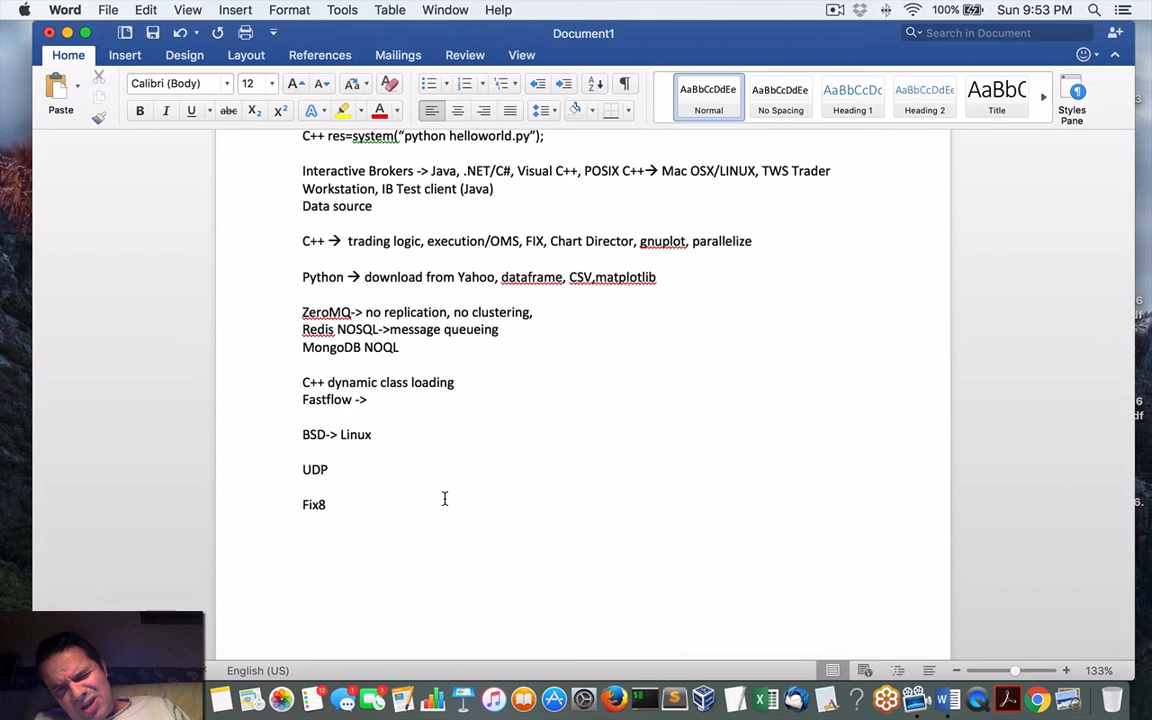 Word File Edit View Insert Format Tools Table Window Help 100% Sun 9:53 PM
Document1 Search in Document
Home Insert Design Layout References Mailings Review View
Paste Calibri (Body) 12 AaBbCcDdEe AaBbCcDdEe AaBbCcDc AaBbCcDdEe AaBbC
B I U abc X2 X2 A A Normal No Spacing Heading 1 Heading 2 Title Styles Pane
C++ res=system(“python helloworld.py”);
Interactive Brokers -> Java, .NET/C#, Visual C++, POSIX C++→ Mac OSX/LINUX, TWS Trader
Workstation, IB Test client (Java)
Data source
C++ → trading logic, execution/OMS, FIX, Chart Director, gnuplot, parallelize
Python → download from Yahoo, dataframe, CSV,matplotlib
ZeroMQ-> no replication, no clustering,
Redis NOSQL->message queueing
MongoDB NOQL
C++ dynamic class loading
Fastflow ->
BSD-> Linux
UDP
Fix8
English (US) 133%